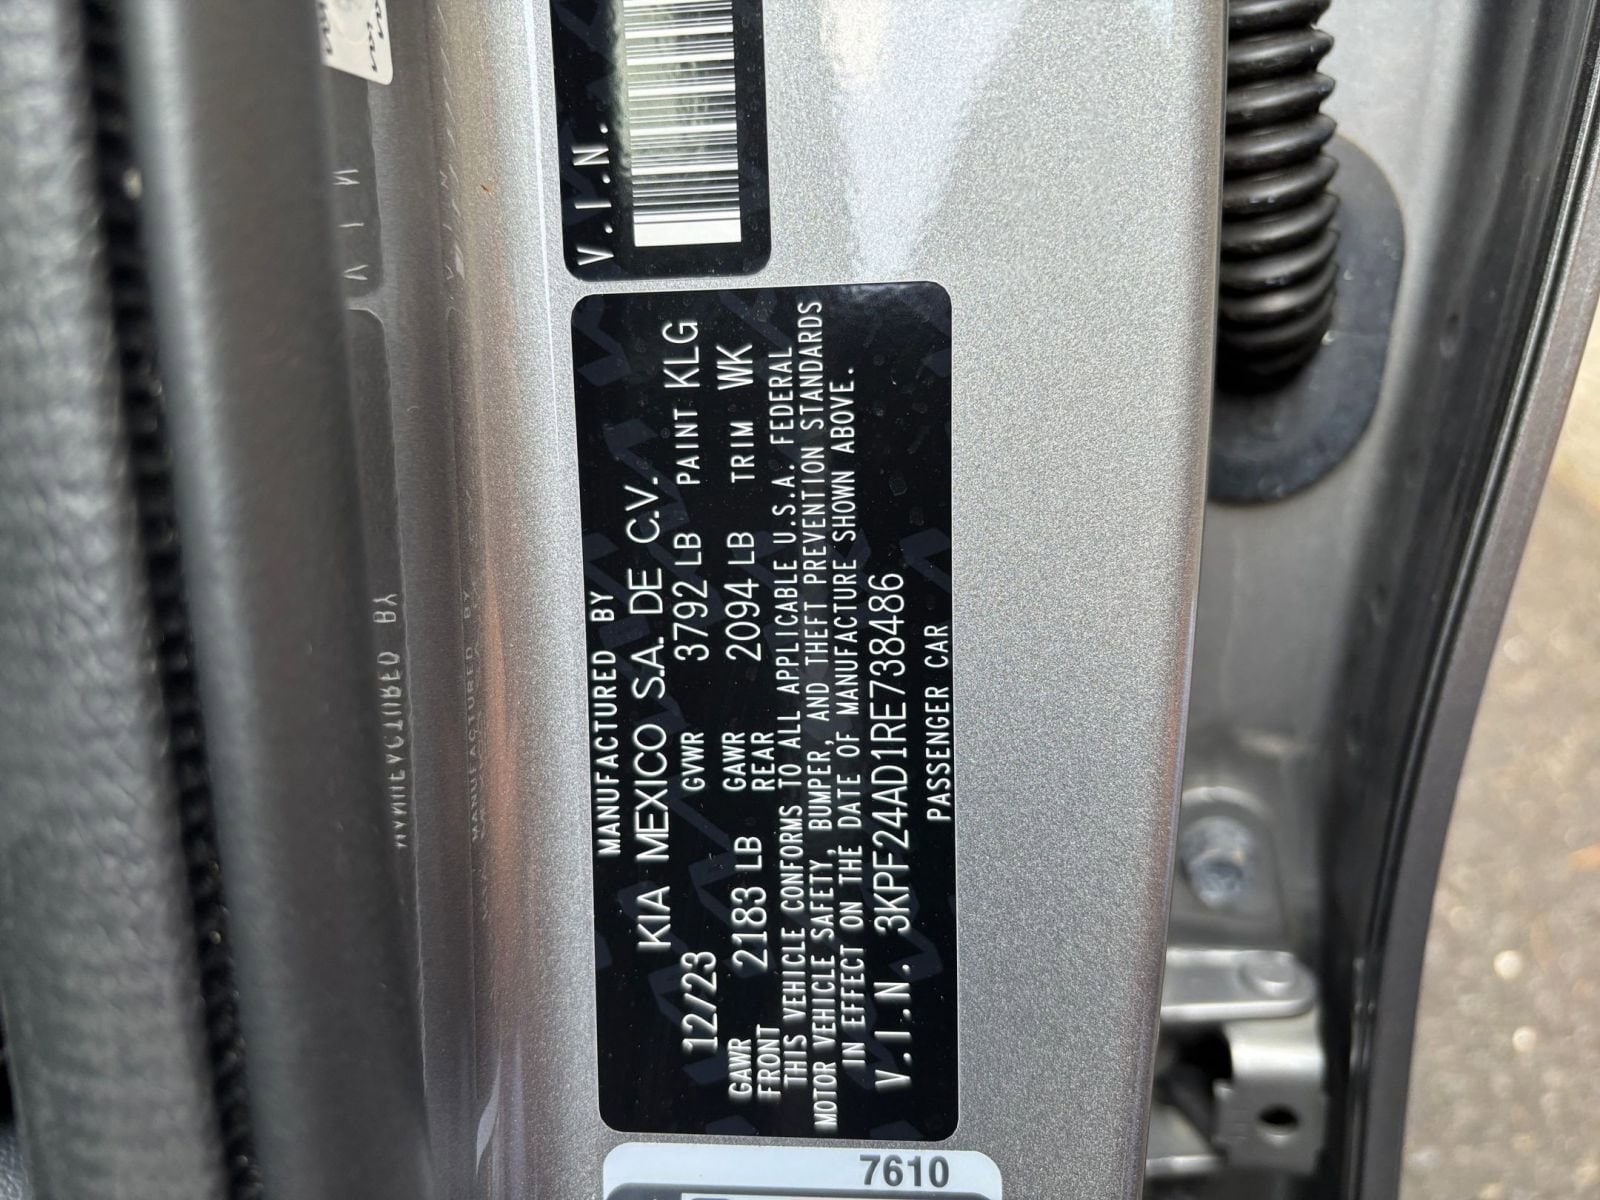 V.I.N.
MANUFACTURED BY
KIA MEXICO S.A. DE C.V.
12/23 GVWR 3792 LB PAINT KLG
GAWR FRONT 2183 LB GAWR REAR 2094 LB TRIM WK
THIS VEHICLE CONFORMS TO ALL APPLICABLE U.S.A. FEDERAL
MOTOR VEHICLE SAFETY, BUMPER, AND THEFT PREVENTION STANDARDS
IN EFFECT ON THE DATE OF MANUFACTURE SHOWN ABOVE.
V.I.N. 3KPF24AD1RE738486
PASSENGER CAR
7610